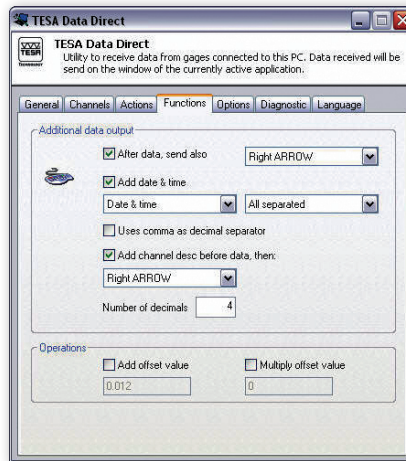 TESA Data Direct
TESA
TECHNOLOGY
TESA Data Direct
Utility to receive data from gages connected to this PC. Data received will be
send on the window of the currently active application.
General Channels Actions Functions Options Diagnostic Language
Additional data output
After data, send also Right ARROW
Add date & time
Date & time All separated
Uses comma as decimal separator
Add channel desc before data, then:
Right ARROW
Number of decimals 4
Operations
Add offset value Multiply offset value
0.012 0